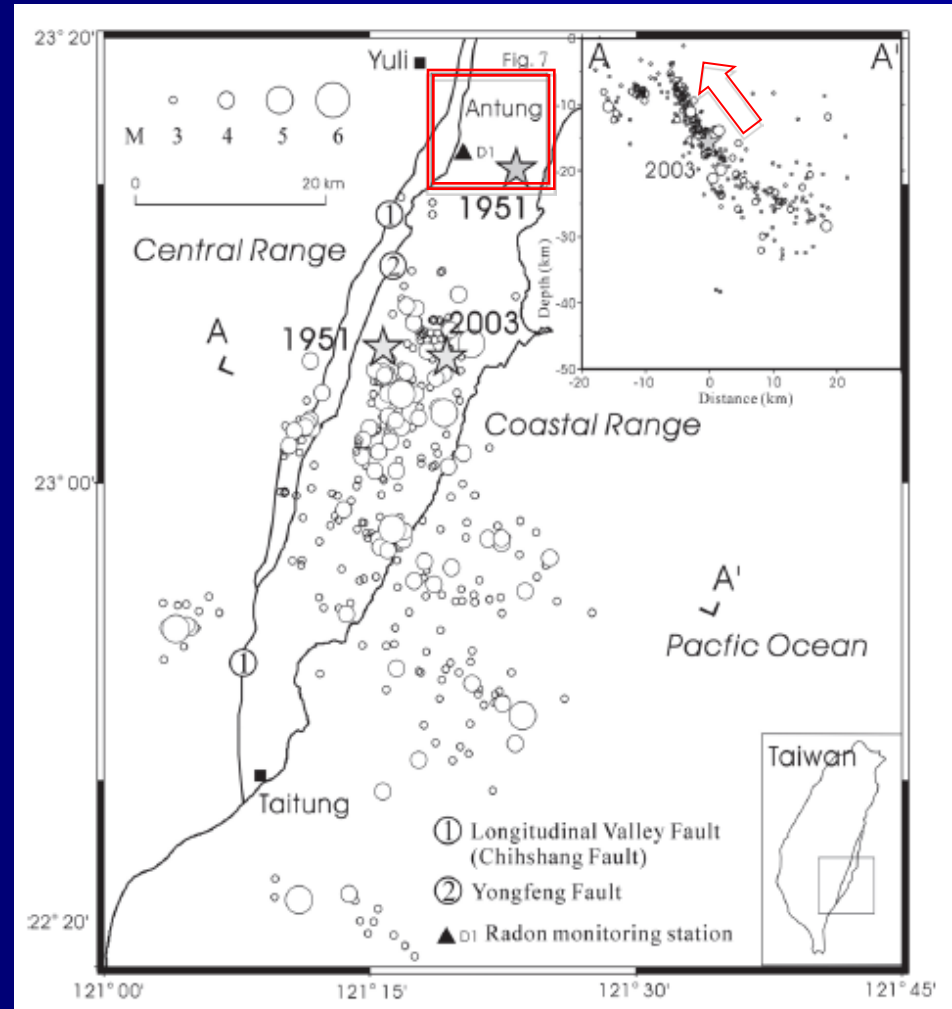 23° 20'
Yuli
Fig. 7
Antung
D1
M 3 4 5 6
0 20 km
1951
Central Range
1
2
A
1951
2003
Coastal Range
23° 00'
A'
Pacfic Ocean
1
Taitung
1 Longitudinal Valley Fault
(Chihshang Fault)
2 Yongfeng Fault
D1 Radon monitoring station
22° 20'
121° 00' 121° 15' 121° 30' 121° 45'
A A'
0
-10
-20
-30
-40
-50
Depth (km)
2003
-20 -10 0 10 20
Distance (km)
Taiwan